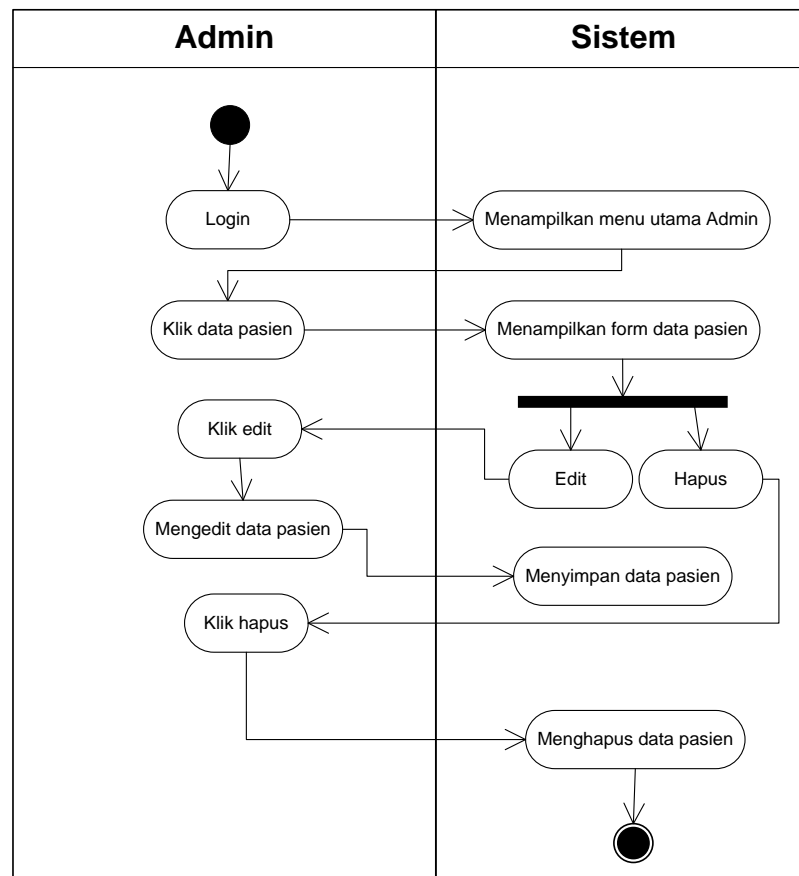 Admin
Sistem
Login
Menampilkan menu utama Admin
Klik data pasien
Menampilkan form data pasien
Klik edit
Edit
Hapus
Mengedit data pasien
Menyimpan data pasien
Klik hapus
Menghapus data pasien